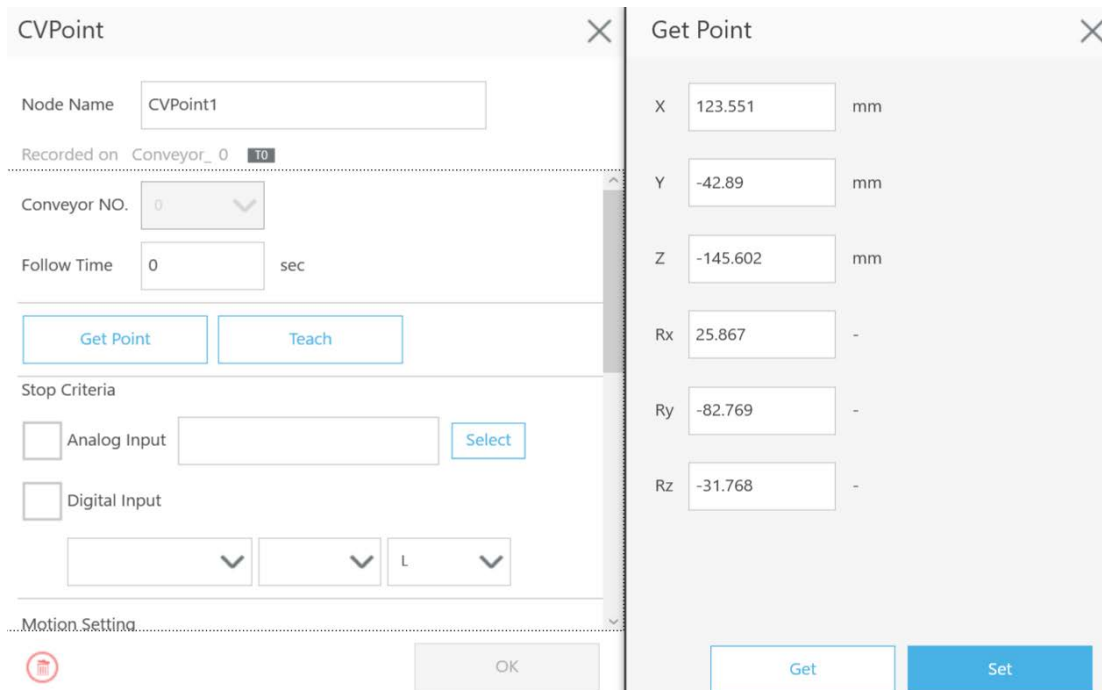 CVPoint
Node Name CVPoint1
Recorded on Conveyor_ 0 T0
Conveyor NO. 0
Follow Time 0 sec
Get Point Teach
Stop Criteria
Analog Input Select
Digital Input
L
Motion Setting
OK
Get Point
X 123.551 mm
Y -42.89 mm
Z -145.602 mm
Rx 25.867 -
Ry -82.769 -
Rz -31.768 -
Get Set